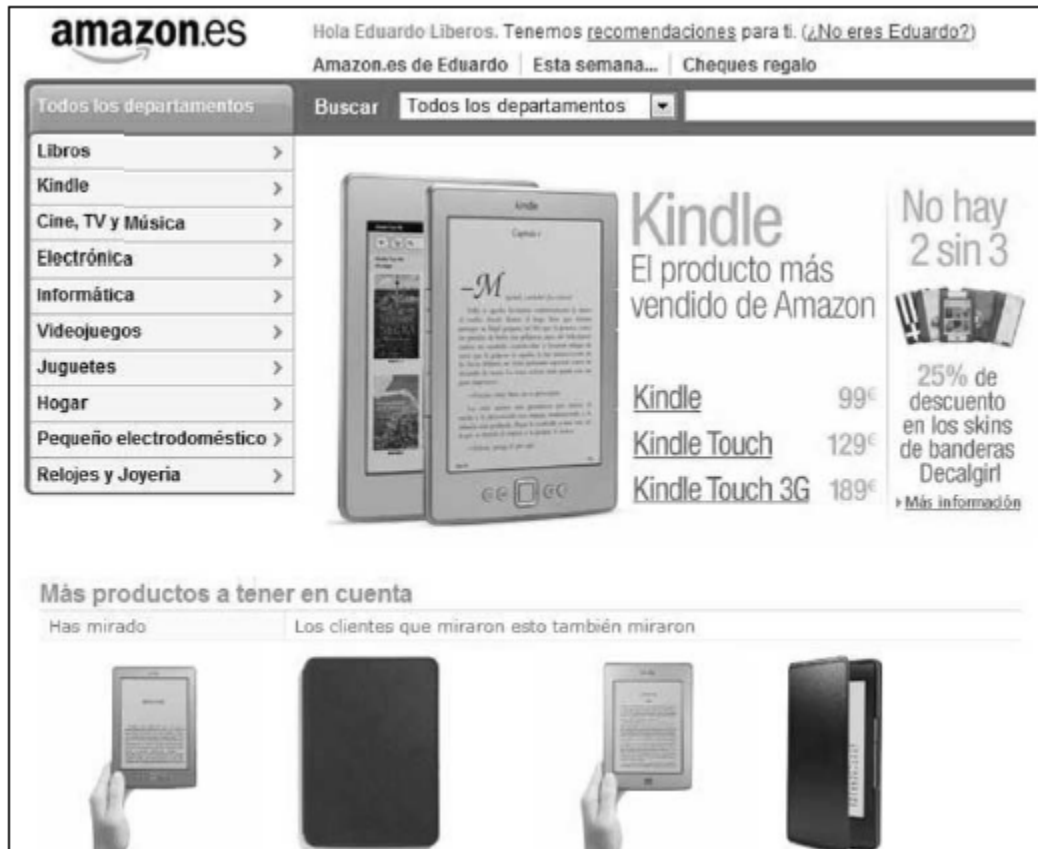 amazon.es
Hola Eduardo Liberos. Tenemos recomendaciones para ti. (¿No eres Eduardo?)
Amazon.es de Eduardo Esta semana... Cheques regalo
Todos los departamentos
Buscar Todos los departamentos
Libros
Kindle
Cine, TV y Música
Electrónica
Informática
Videojuegos
Juguetes
Hogar
Pequeño electrodoméstico
Relojes y Joyeria
kindle
Kindle
El producto más
vendido de Amazon
Kindle 99€
Kindle Touch 129€
Kindle Touch 3G 189€
No hay
2 sin 3
25% de
descuento
en los skins
de banderas
Decalgirl
Más información
Más productos a tener en cuenta
Has mirado Los clientes que miraron esto también miraron